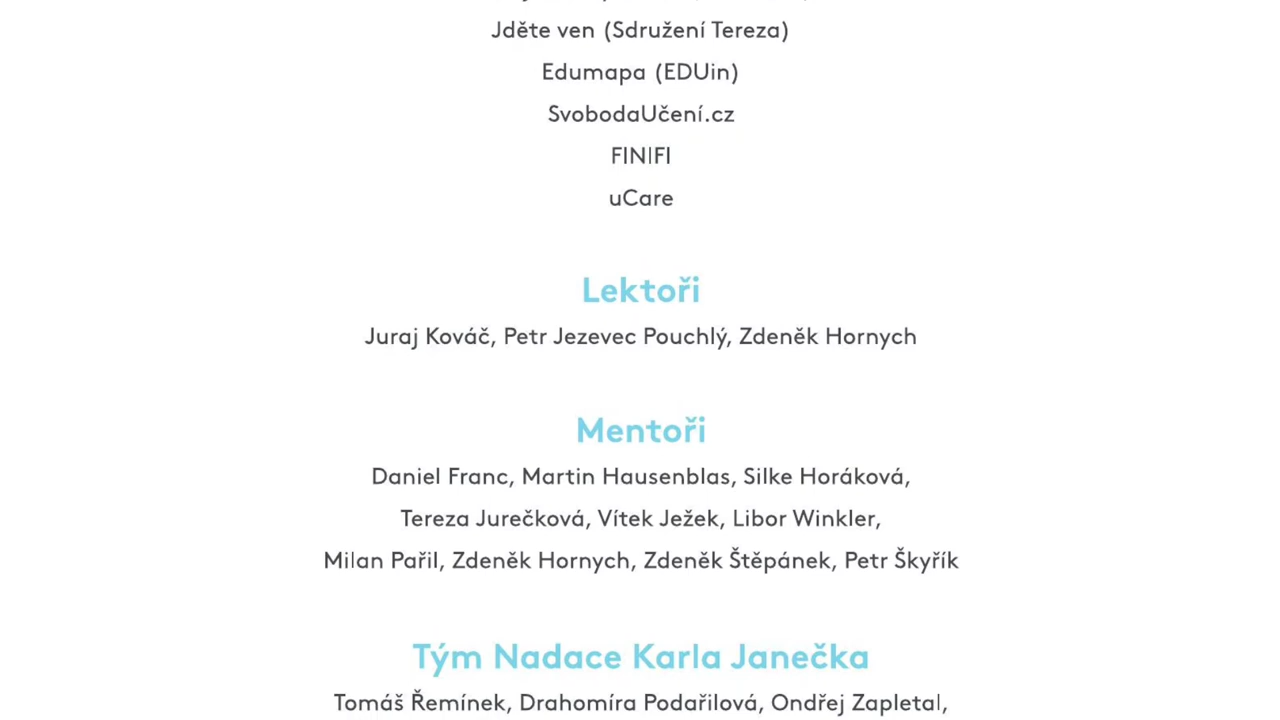 Jděte ven (Sdružení Tereza)
Edumapa (EDUin)
SvobodaUčení.cz
FINIFI
uCare
Lektoři
Juraj Kováč, Petr Jezevec Pouchlý, Zdeněk Hornych
Mentoři
Daniel Franc, Martin Hausenblas, Silke Horáková,
Tereza Jurečková, Vítek Ježek, Libor Winkler,
Milan Pařil, Zdeněk Hornych, Zdeněk Štěpánek, Petr Škyřík
Tým Nadace Karla Janečka
Tomáš Řemínek, Drahomíra Podařilová, Ondřej Zapletal,